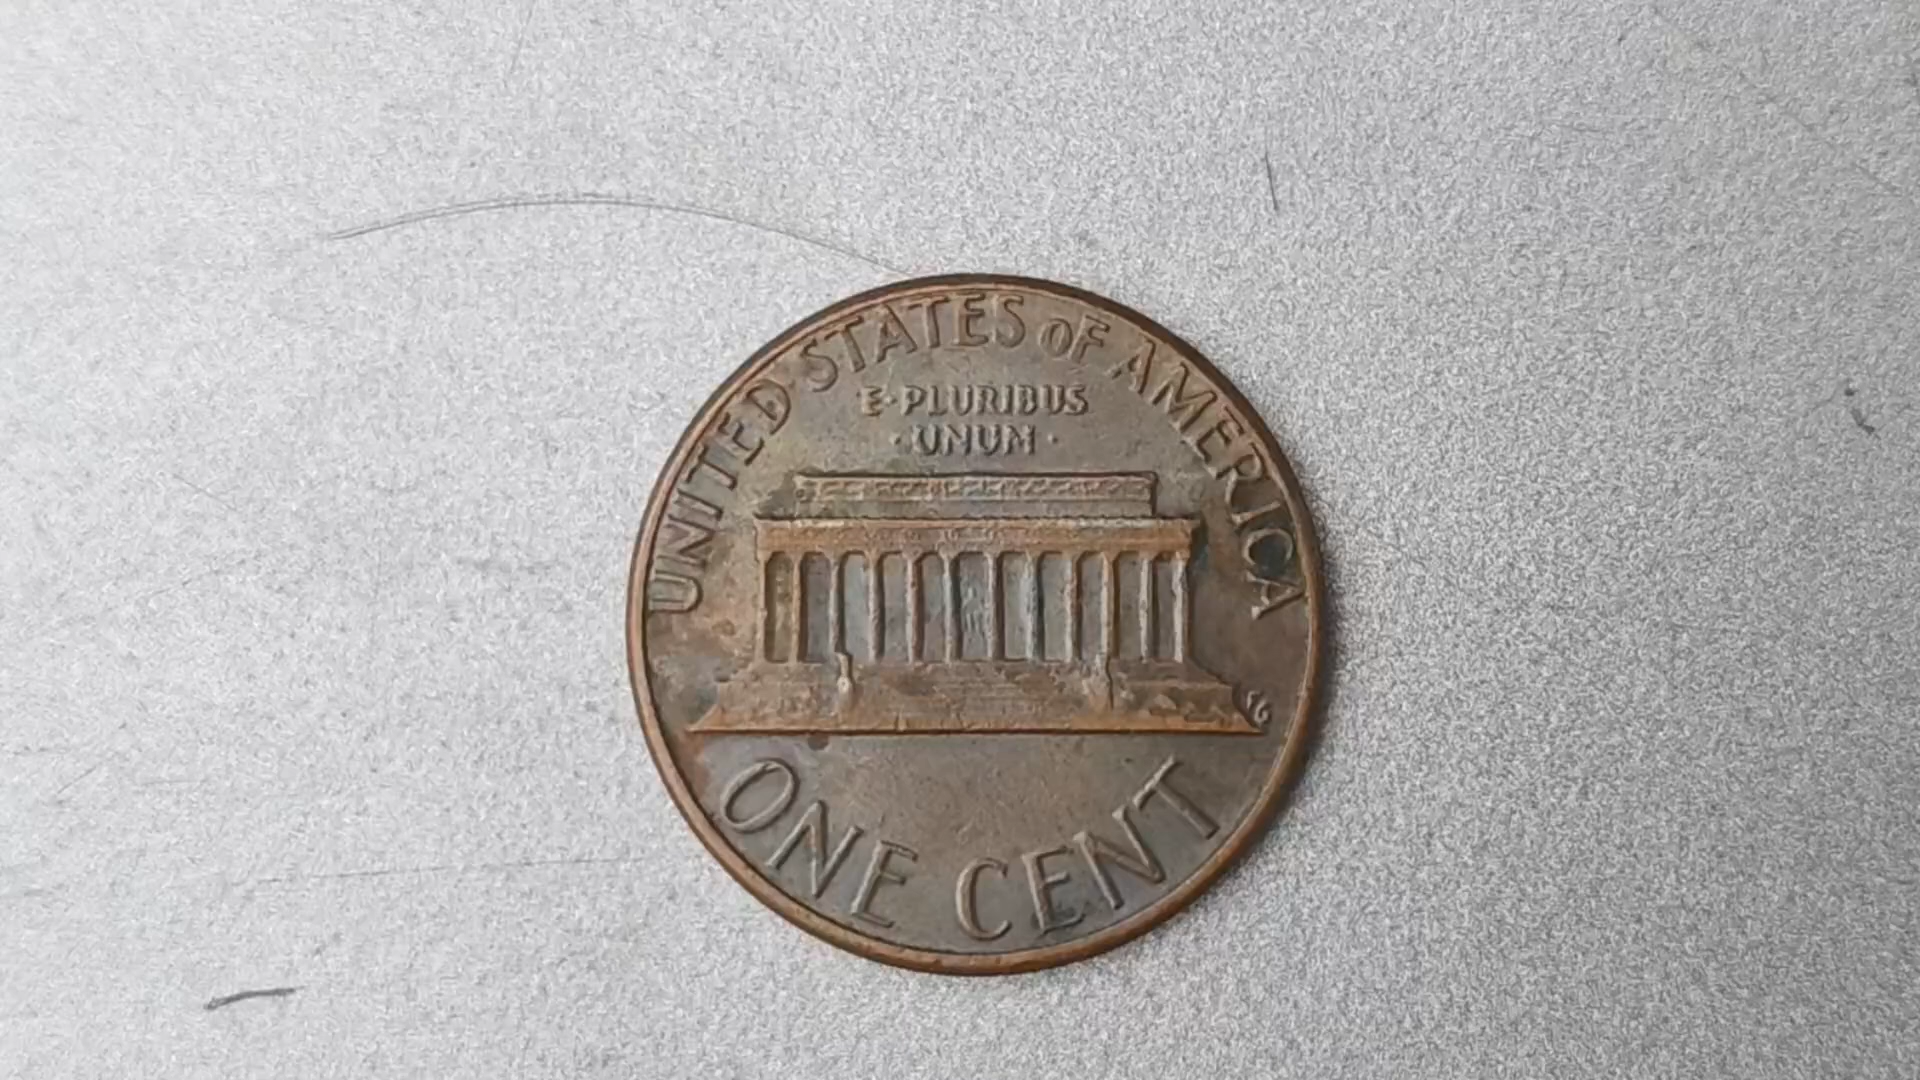 UNITED STATES OF AMERICA
E·PLURIBUS
·UNUM·
FG
ONE CENT